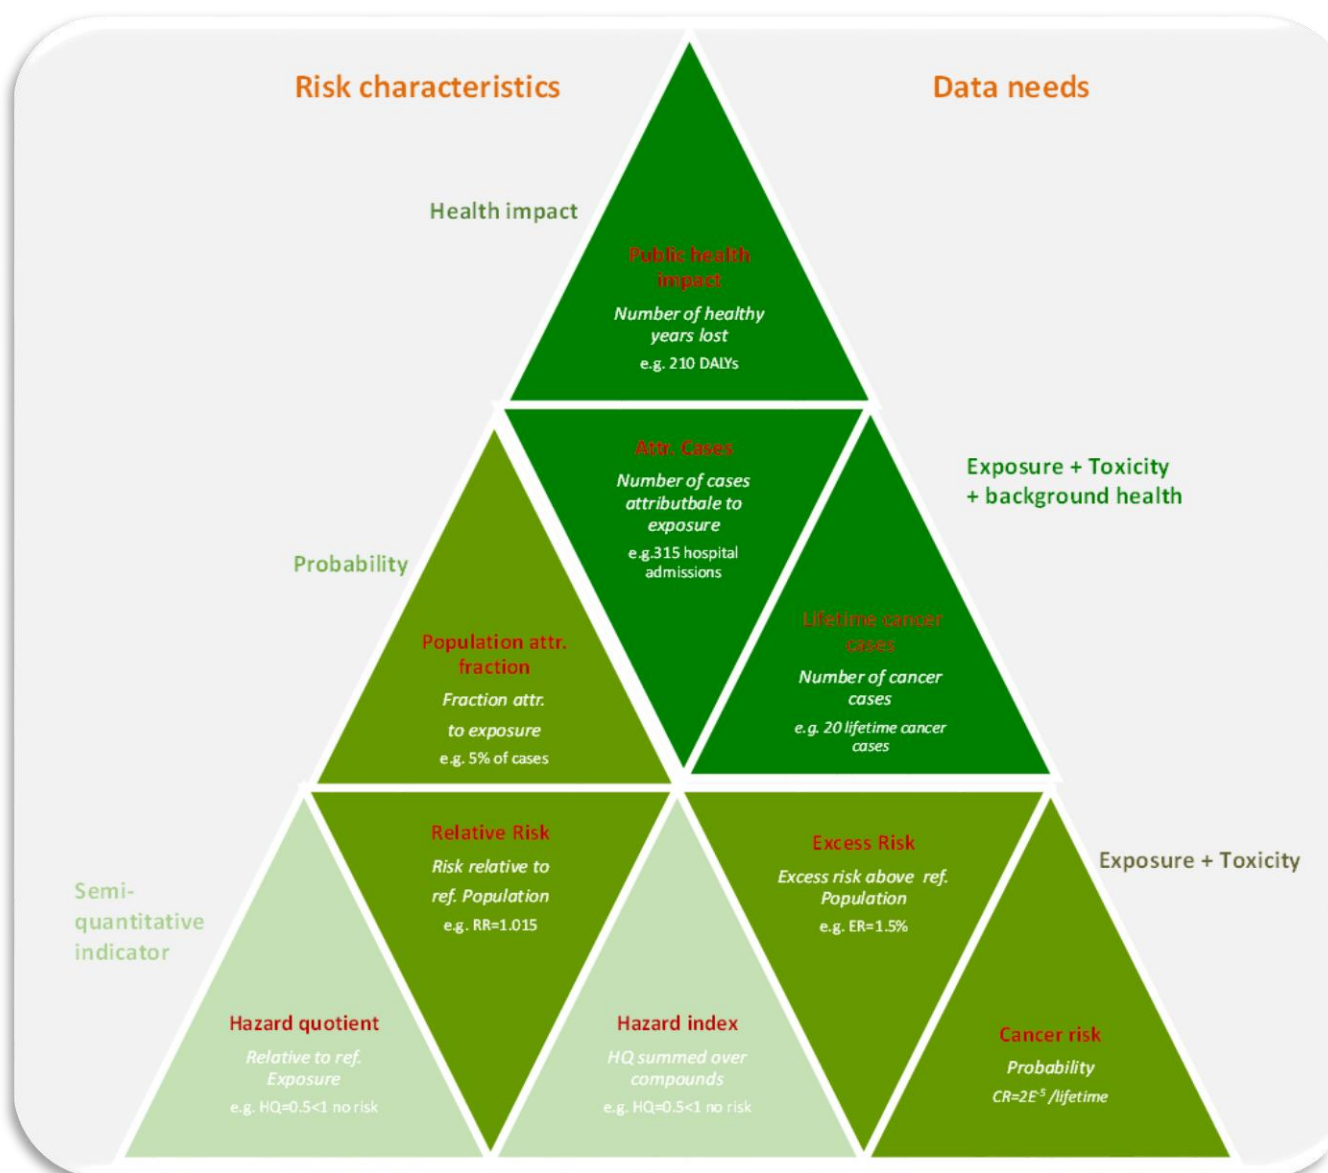 Risk characteristics
Data needs
Health impact
Public health
impact
Number of healthy
years lost
e.g. 210 DALYs
Attr. Cases
Number of cases
attributbale to
exposure
e.g.315 hospital
admissions
Exposure + Toxicity
+ background health
Probability
Population attr.
fraction
Fraction attr.
to exposure
e.g. 5% of cases
Lifetime cancer
cases
Number of cancer
cases
e.g. 20 lifetime cancer
cases
Relative Risk
Risk relative to
ref. Population
e.g. RR=1.015
Excess Risk
Excess risk above ref.
Population
e.g. ER=1.5%
Exposure + Toxicity
Semi-
quantitative
indicator
Hazard quotient
Relative to ref.
Exposure
e.g. HQ=0.5<1 no risk
Hazard index
HQ summed over
compounds
e.g. HQ=0.5<1 no risk
Cancer risk
Probability
CR=2E⁻⁵ /lifetime